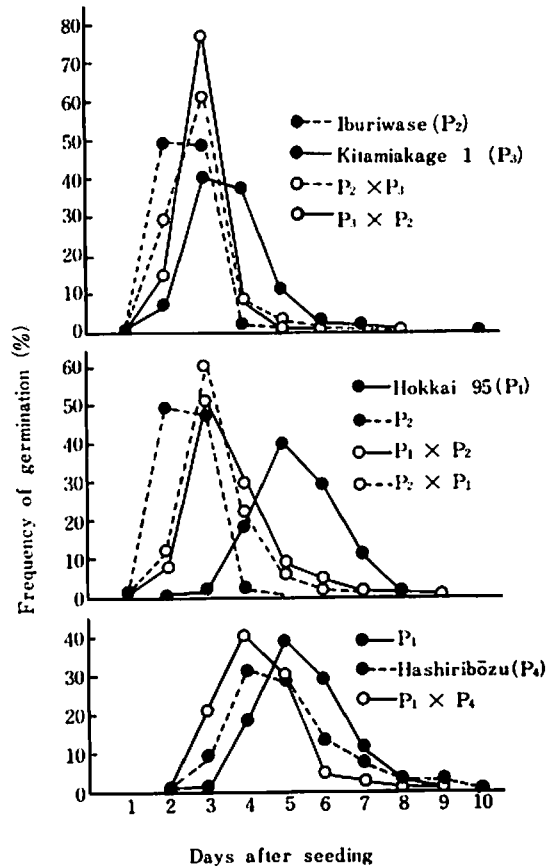 80
70
60
50
40
30
20
10
0
Iburiwase (P₂)
Kitamiakage 1 (P₃)
P₂ × P₃
P₃ × P₂
Frequency of germination (%)
60
50
40
30
20
10
0
Hokkai 95 (P₁)
P₂
P₁ × P₂
P₂ × P₁
40
30
20
10
0
P₁
Hashiribōzu (P₄)
P₁ × P₄
1 2 3 4 5 6 7 8 9 10
Days after seeding